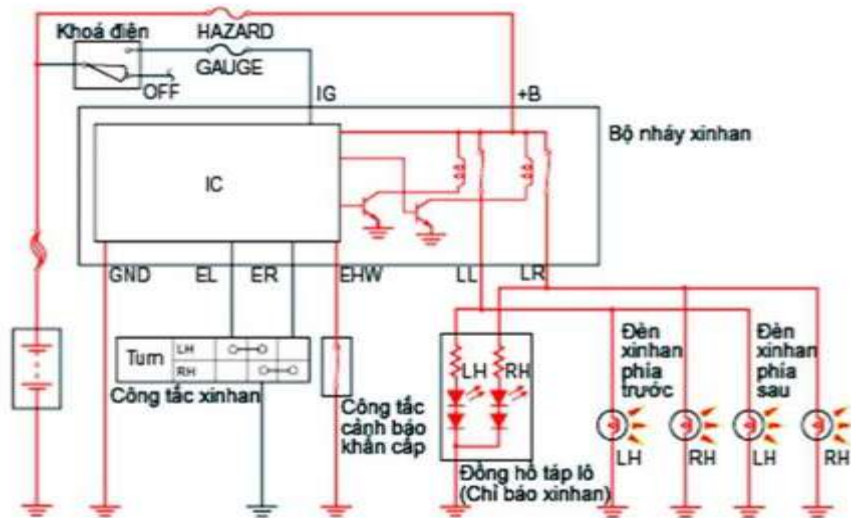 Khoá điện
HAZARD
GAUGE
OFF
IG
+B
Bộ nháy xinhan
IC
GND
EL
ER
EHW
LL
LR
Turn
LH
RH
Công tắc xinhan
Công tắc
cảnh báo
khẩn cấp
LH
RH
Đồng hồ táp lô
(Chỉ báo xinhan)
Đèn
xinhan
phía
trước
Đèn
xinhan
phía
sau
LH
RH
LH
RH